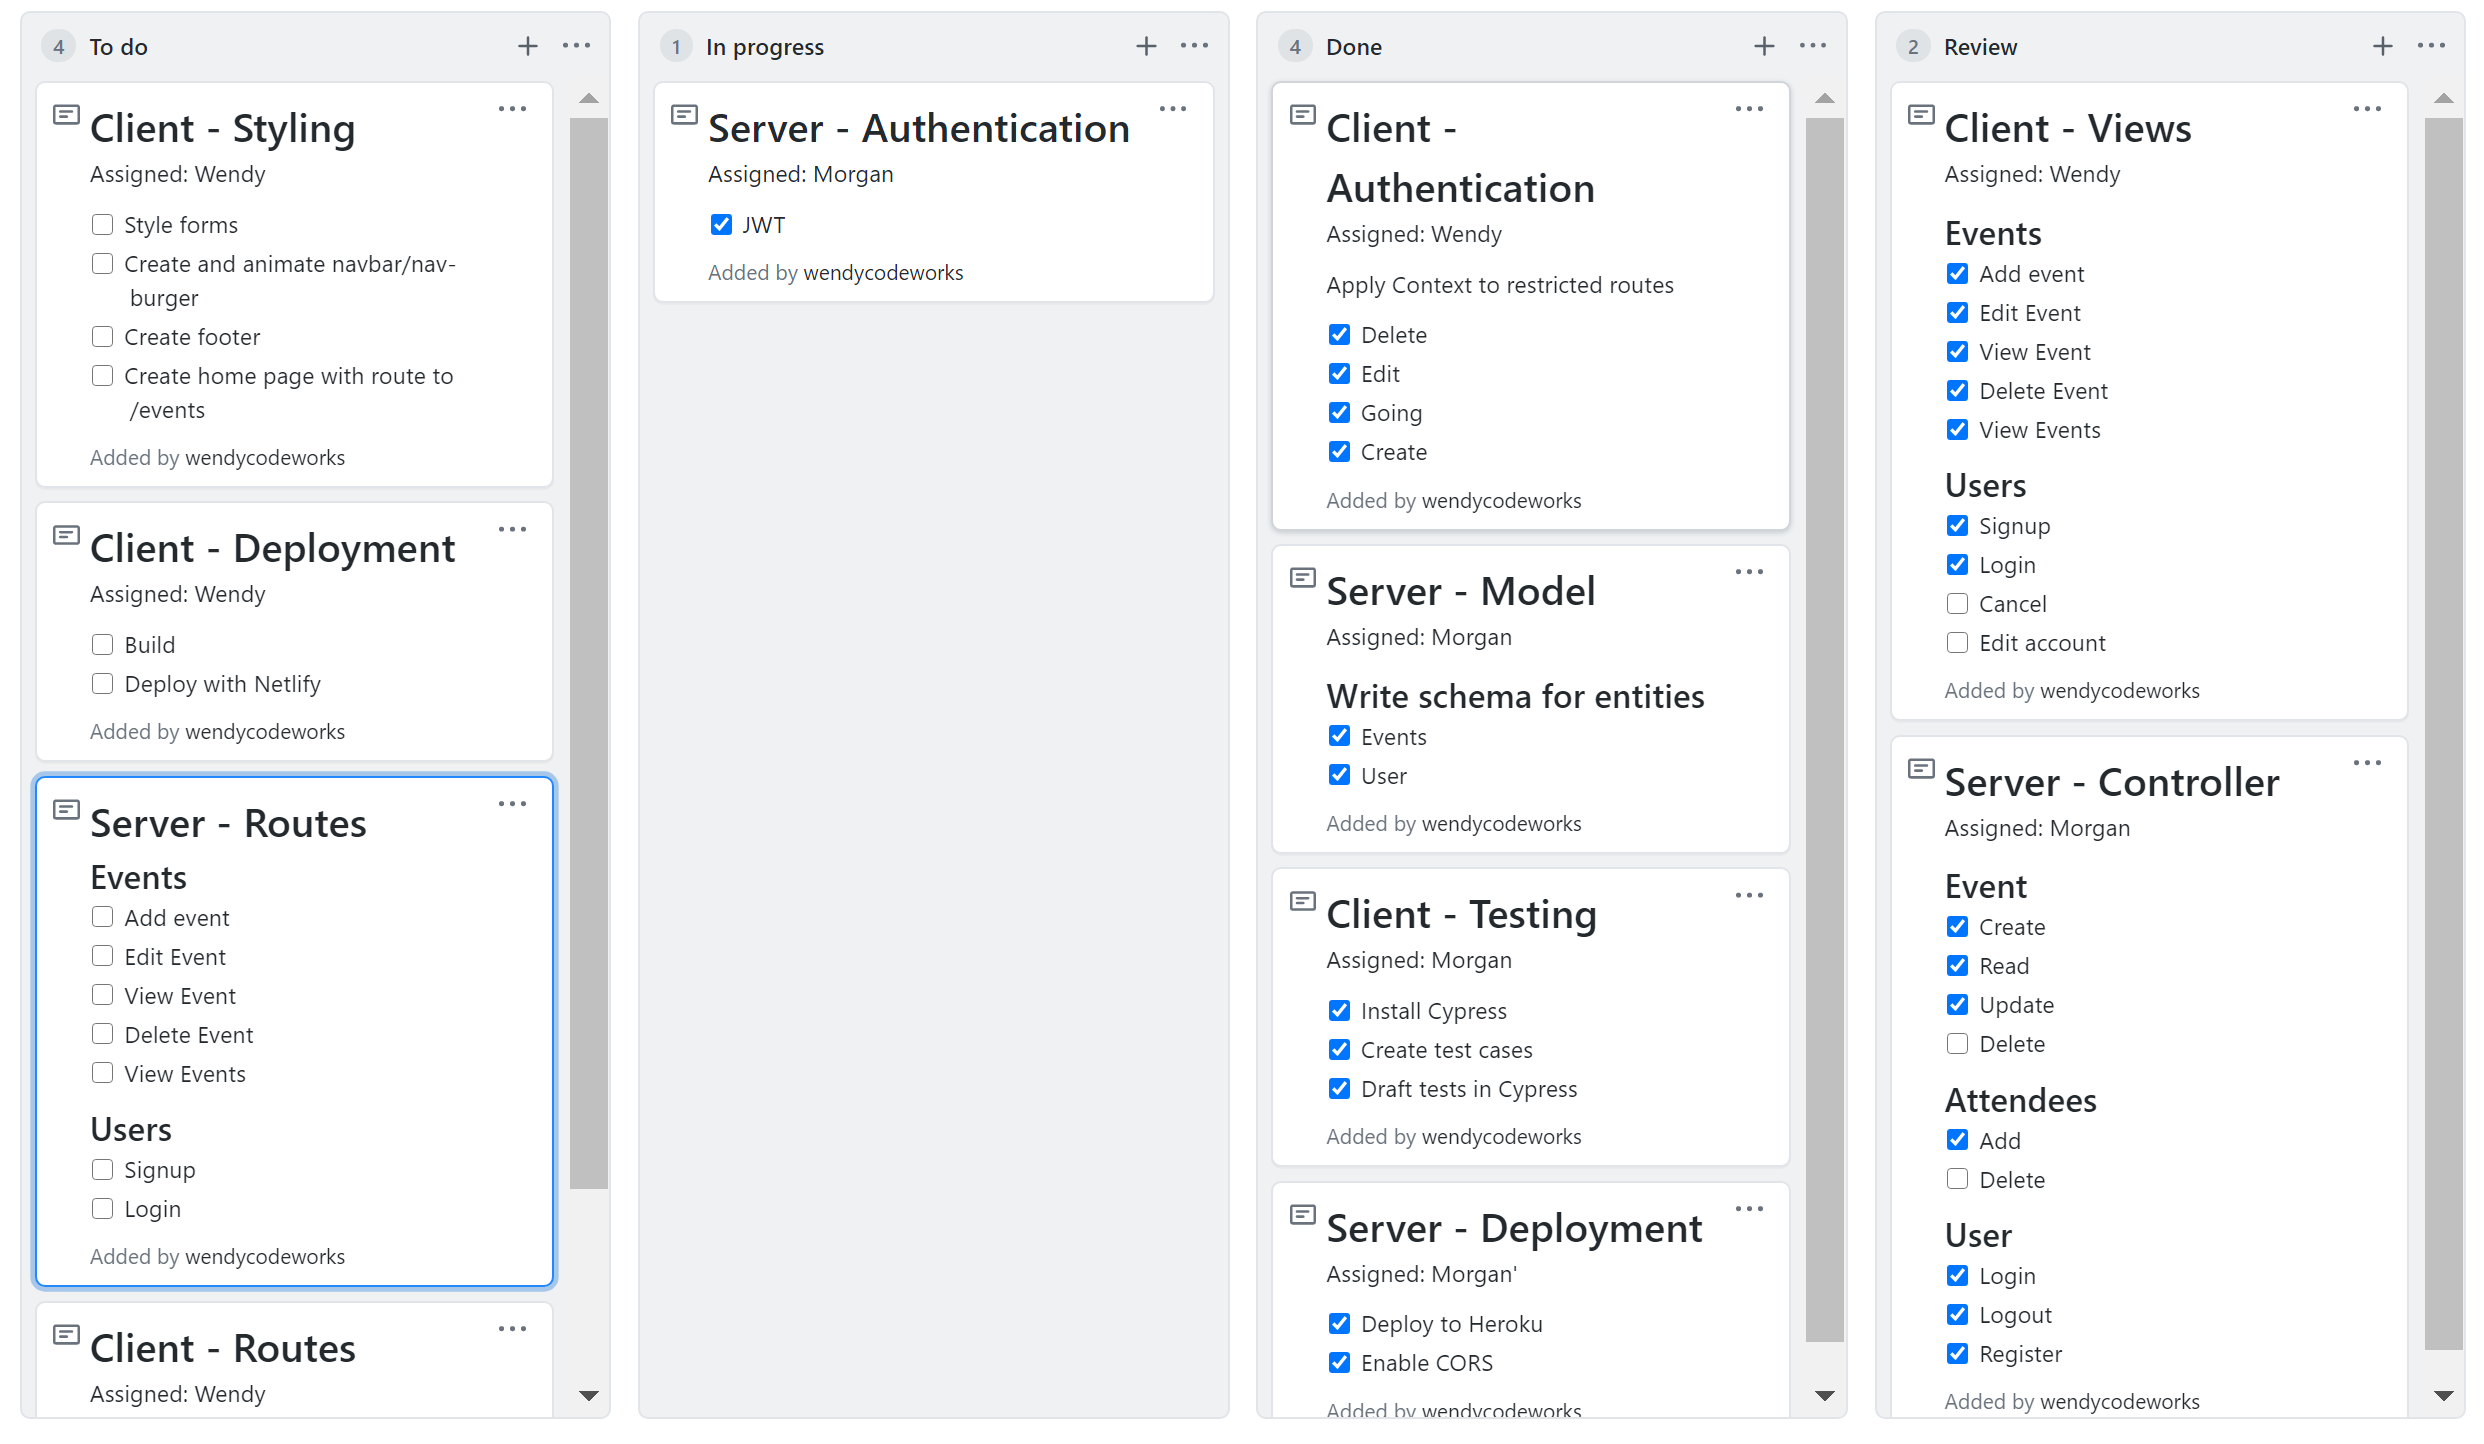 4 To do
Client - Styling
Assigned: Wendy
Style forms
Create and animate navbar/nav-
burger
Create footer
Create home page with route to
/events
Added by wendycodeworks
Client - Deployment
Assigned: Wendy
Build
Deploy with Netlify
Added by wendycodeworks
Server - Routes
Events
Add event
Edit Event
View Event
Delete Event
View Events
Users
Signup
Login
Added by wendycodeworks
Client - Routes
Assigned: Wendy
1 In progress
Server - Authentication
Assigned: Morgan
JWT
Added by wendycodeworks
4 Done
Client -
Authentication
Assigned: Wendy
Apply Context to restricted routes
Delete
Edit
Going
Create
Added by wendycodeworks
Server - Model
Assigned: Morgan
Write schema for entities
Events
User
Added by wendycodeworks
Client - Testing
Assigned: Morgan
Install Cypress
Create test cases
Draft tests in Cypress
Added by wendycodeworks
Server - Deployment
Assigned: Morgan'
Deploy to Heroku
Enable CORS
Added by wendycodeworks
2 Review
Client - Views
Assigned: Wendy
Events
Add event
Edit Event
View Event
Delete Event
View Events
Users
Signup
Login
Cancel
Edit account
Added by wendycodeworks
Server - Controller
Assigned: Morgan
Event
Create
Read
Update
Delete
Attendees
Add
Delete
User
Login
Logout
Register
Added by wendycodeworks